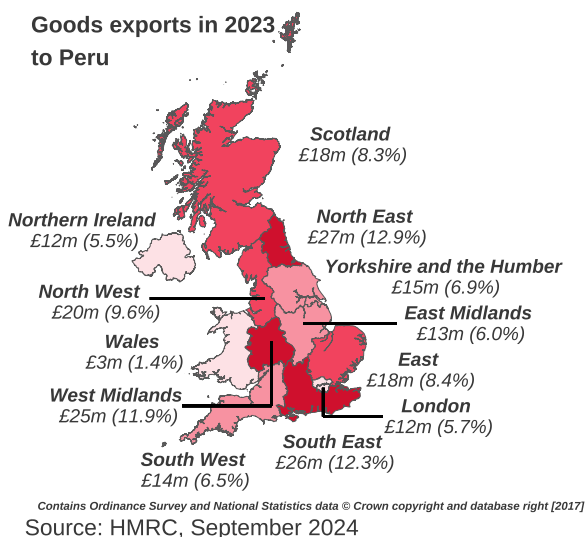 Goods exports in 2023
to Peru
Scotland
£18m (8.3%)
Northern Ireland
£12m (5.5%)
North East
£27m (12.9%)
Yorkshire and the Humber
£15m (6.9%)
North West
£20m (9.6%)
East Midlands
£13m (6.0%)
Wales
£3m (1.4%)
East
£18m (8.4%)
West Midlands
£25m (11.9%)
London
£12m (5.7%)
South East
£26m (12.3%)
South West
£14m (6.5%)
Contains Ordinance Survey and National Statistics data © Crown copyright and database right [2017]
Source: HMRC, September 2024